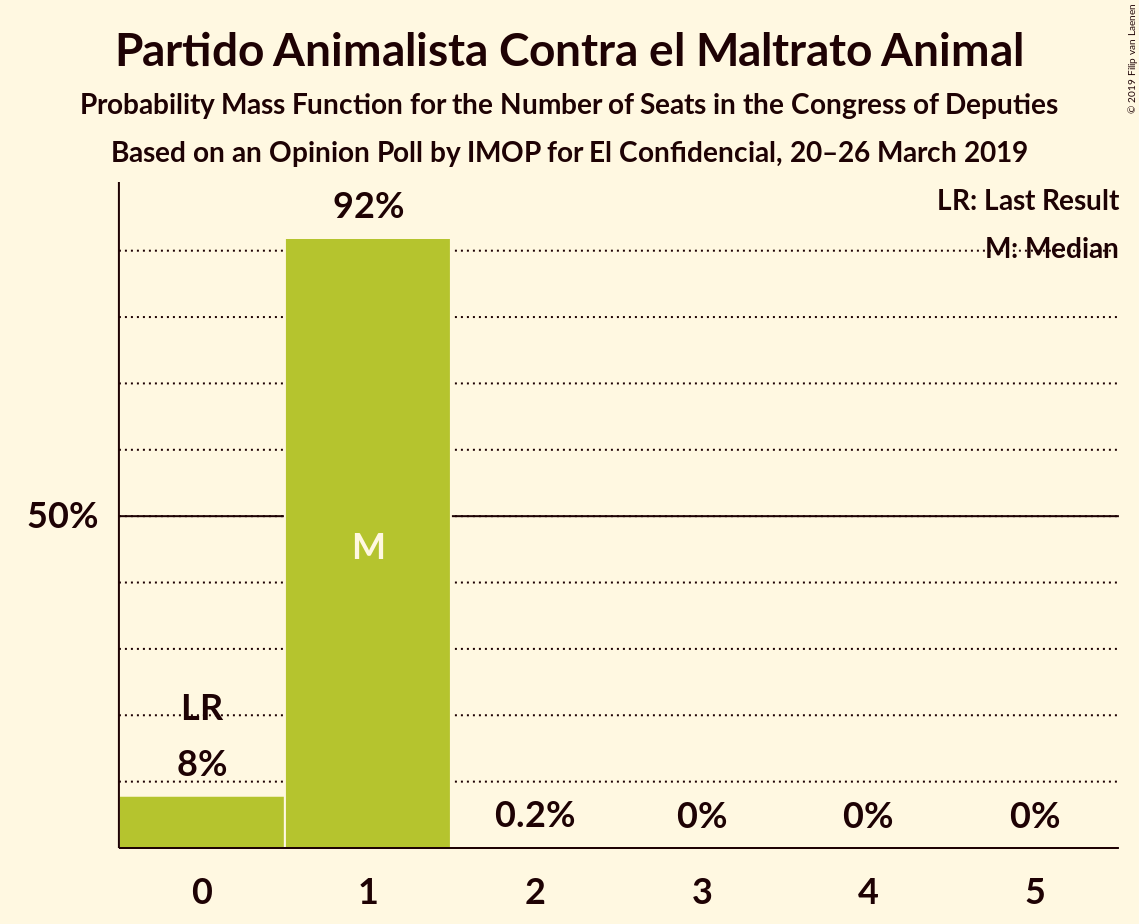 Partido Animalista Contra el Maltrato Animal
Probability Mass Function for the Number of Seats in the Congress of Deputies
Based on an Opinion Poll by IMOP for El Confidencial, 20–26 March 2019
© 2019 Filip van Laenen
LR: Last Result
M: Median
92%
50%
M
LR
8%
0.2%
0%
0%
0%
0
1
2
3
4
5